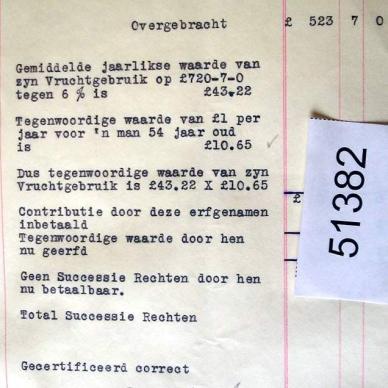 Overgebracht £ 523 7 0
Gemiddelde jaarlikse waarde van
zyn Vruchtgebruik op £720-7-0
tegen 6 % is £43.22
Tegenwoordige waarde van £1 per
jaar voor 'n man 54 jaar oud
is £10.65
Dus tegenwoordige waarde van zyn
Vruchtgebruik is £43.22 X £10.65
£
Contributie door deze erfgenamen
inbetaald
Tegenwoordige waarde door hen
nu geerfd
Geen Successie Rechten door hen
nu betaalbaar.
Total Successie Rechten
Gecertificeerd correct
51382